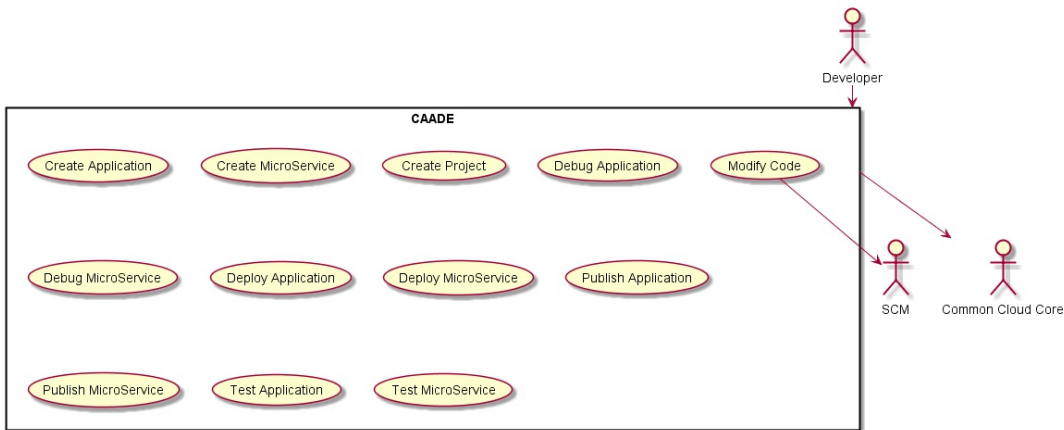 Developer
CAADE
Create Application
Create MicroService
Create Project
Debug Application
Modify Code
Debug MicroService
Deploy Application
Deploy MicroService
Publish Application
SCM
Common Cloud Core
Publish MicroService
Test Application
Test MicroService